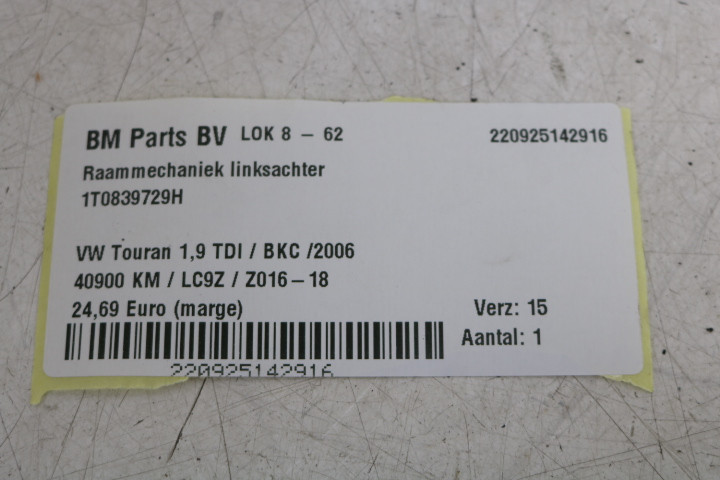 BM Parts BV LOK 8 - 62 220925142916
Raammechaniek linksachter
1T0839729H
VW Touran 1,9 TDI / BKC /2006
40900 KM / LC9Z / Z016-18
24,69 Euro (marge) Verz: 15
Aantal: 1
220925142916